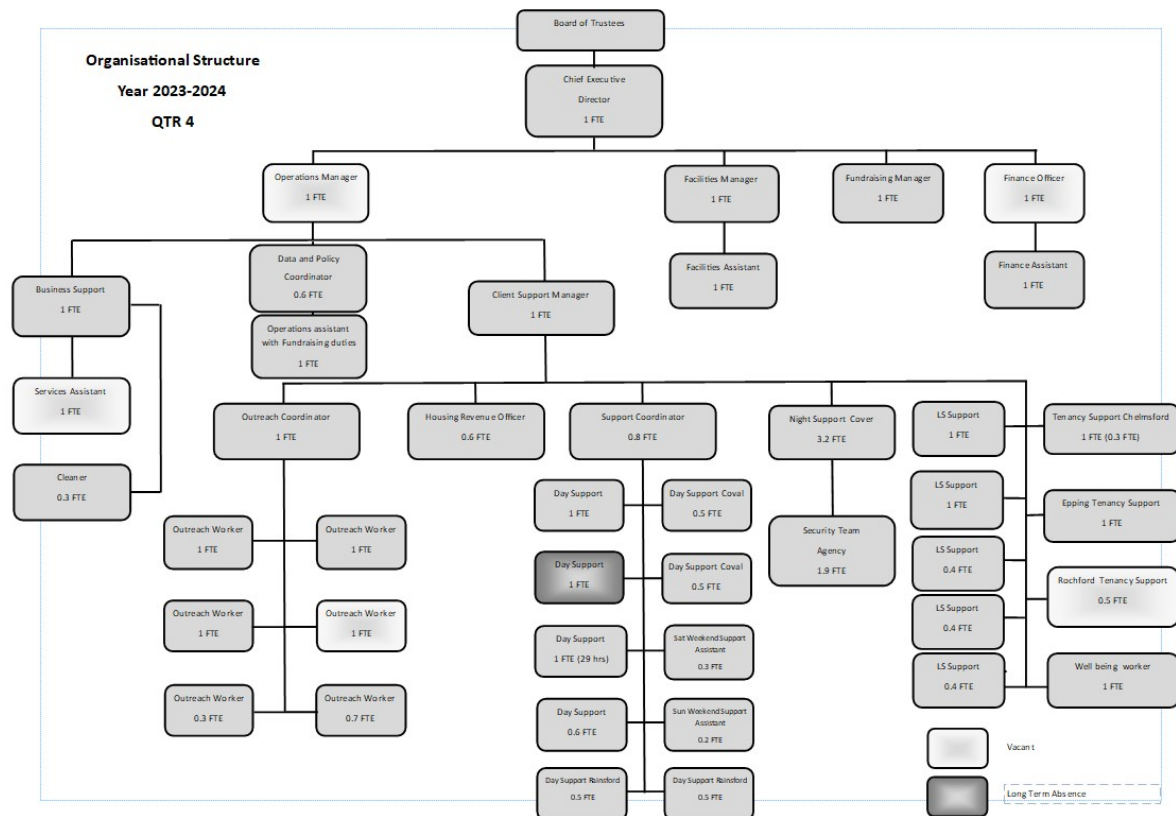 Board of Trustees
Organisational Structure
Year 2023-2024
QTR 4
Chief Executive
Director
1 FTE
Operations Manager
1 FTE
Facilities Manager
1 FTE
Fundraising Manager
1 FTE
Finance Officer
1 FTE
Business Support
1 FTE
Data and Policy
Coordinator
0.6 FTE
Operations assistant
with Fundraising duties
1 FTE
Client Support Manager
1 FTE
Facilities Assistant
1 FTE
Finance Assistant
1 FTE
Services Assistant
1 FTE
Cleaner
0.3 FTE
Outreach Coordinator
1 FTE
Housing Revenue Officer
0.6 FTE
Support Coordinator
0.8 FTE
Night Support Cover
3.2 FTE
LS Support
1 FTE
Tenancy Support Chelmsford
1 FTE (0.3 FTE)
Outreach Worker
1 FTE
Outreach Worker
1 FTE
Outreach Worker
1 FTE
Outreach Worker
1 FTE
Outreach Worker
0.3 FTE
Outreach Worker
0.7 FTE
Day Support
1 FTE
Day Support Coval
0.5 FTE
Day Support
1 FTE
Day Support Coval
0.5 FTE
Day Support
1 FTE (29 hrs)
Sat Weekend Support
Assistant
0.3 FTE
Day Support
0.6 FTE
Sun Weekend Support
Assistant
0.2 FTE
Day Support Rainsford
0.5 FTE
Day Support Rainsford
0.5 FTE
Security Team
Agency
1.9 FTE
LS Support
1 FTE
Epping Tenancy Support
1 FTE
LS Support
0.4 FTE
Rochford Tenancy Support
0.5 FTE
LS Support
0.4 FTE
LS Support
0.4 FTE
Well being worker
1 FTE
Vacant
Long Term Absence